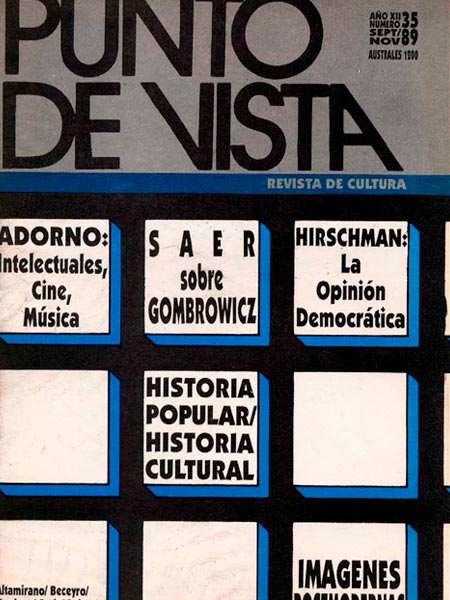 PUNTO
DE VISTA
AÑO XII
NUMERO 35
SEPT/
NOV 89
AUSTRALES 1200
REVISTA DE CULTURA
ADORNO:
Intelectuales,
Cine,
Música
SAER
sobre
GOMBROWICZ
HIRSCHMAN:
La
Opinión
Democrática
HISTORIA
POPULAR/
HISTORIA
CULTURAL
IMAGENES
POSTMODERNAS
Altamirano/ Beceyro/